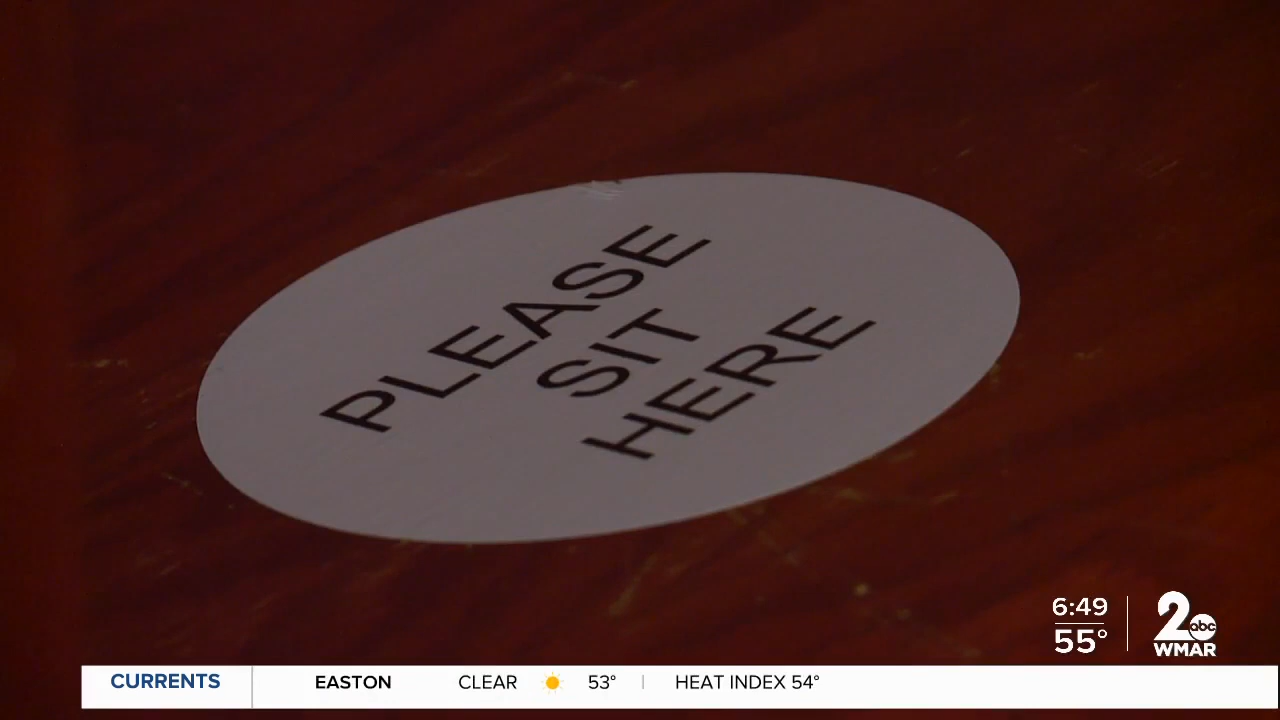 PLEASE
SIT
HERE
6:49
55°
2 abc
WMAR
CURRENTS EASTON CLEAR 53° HEAT INDEX 54°